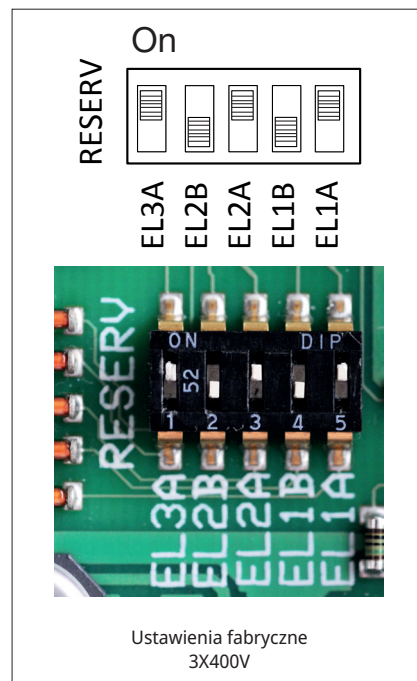 On
RESERV
EL3A
EL2B
EL2A
EL1B
EL1A
ON DIP
52
1 2 3 4 5
RESERV
EL3A
EL2B
EL2A
EL1B
EL1A
Ustawienia fabryczne
3X400V